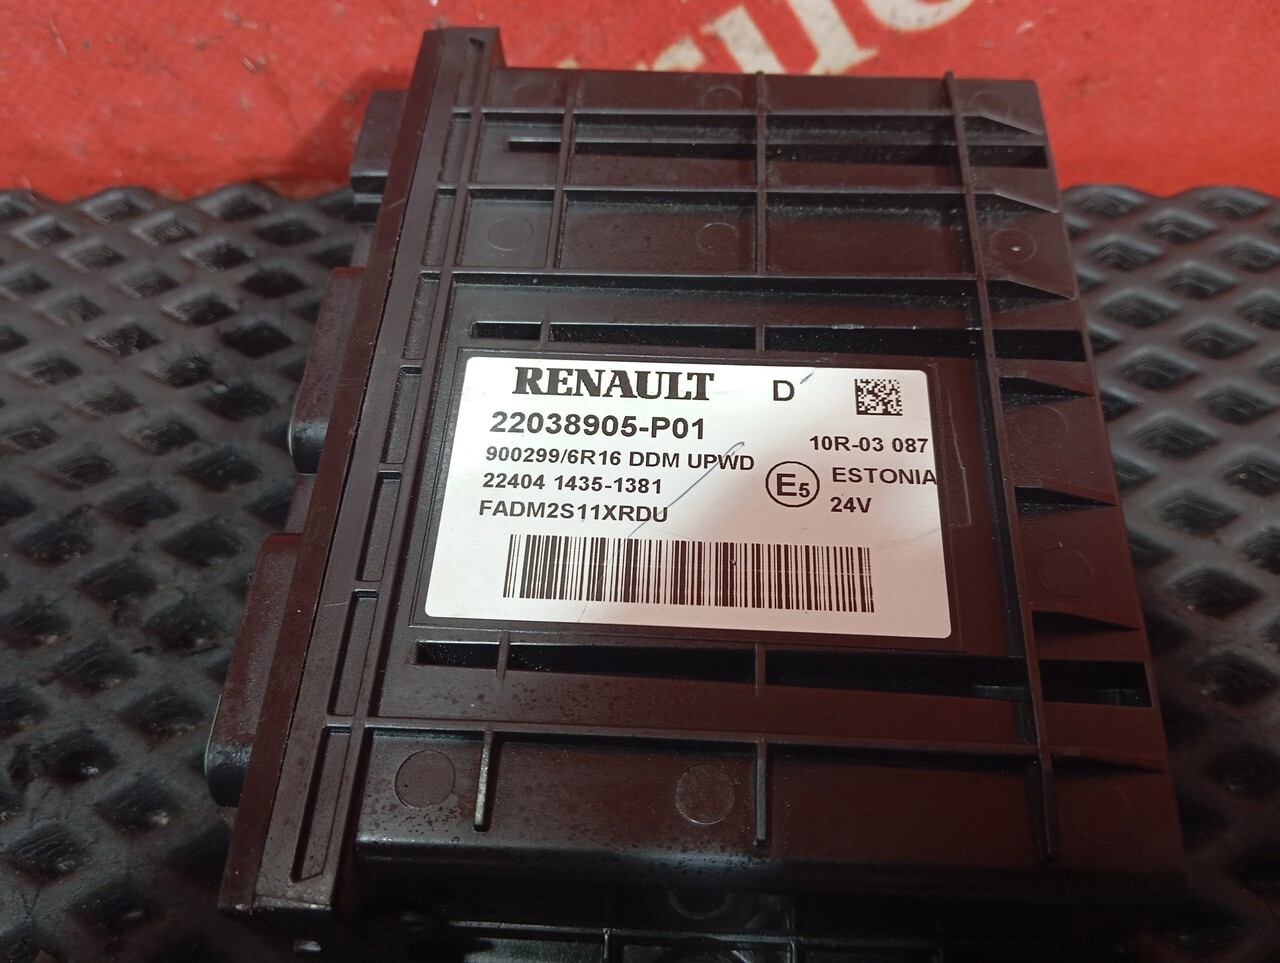 RENAULT D
22038905-P01
10R-03 087
900299/6R16 DDM UPWD
E5 ESTONIA
22404 1435-1381
24V
FADM2S11XRDU